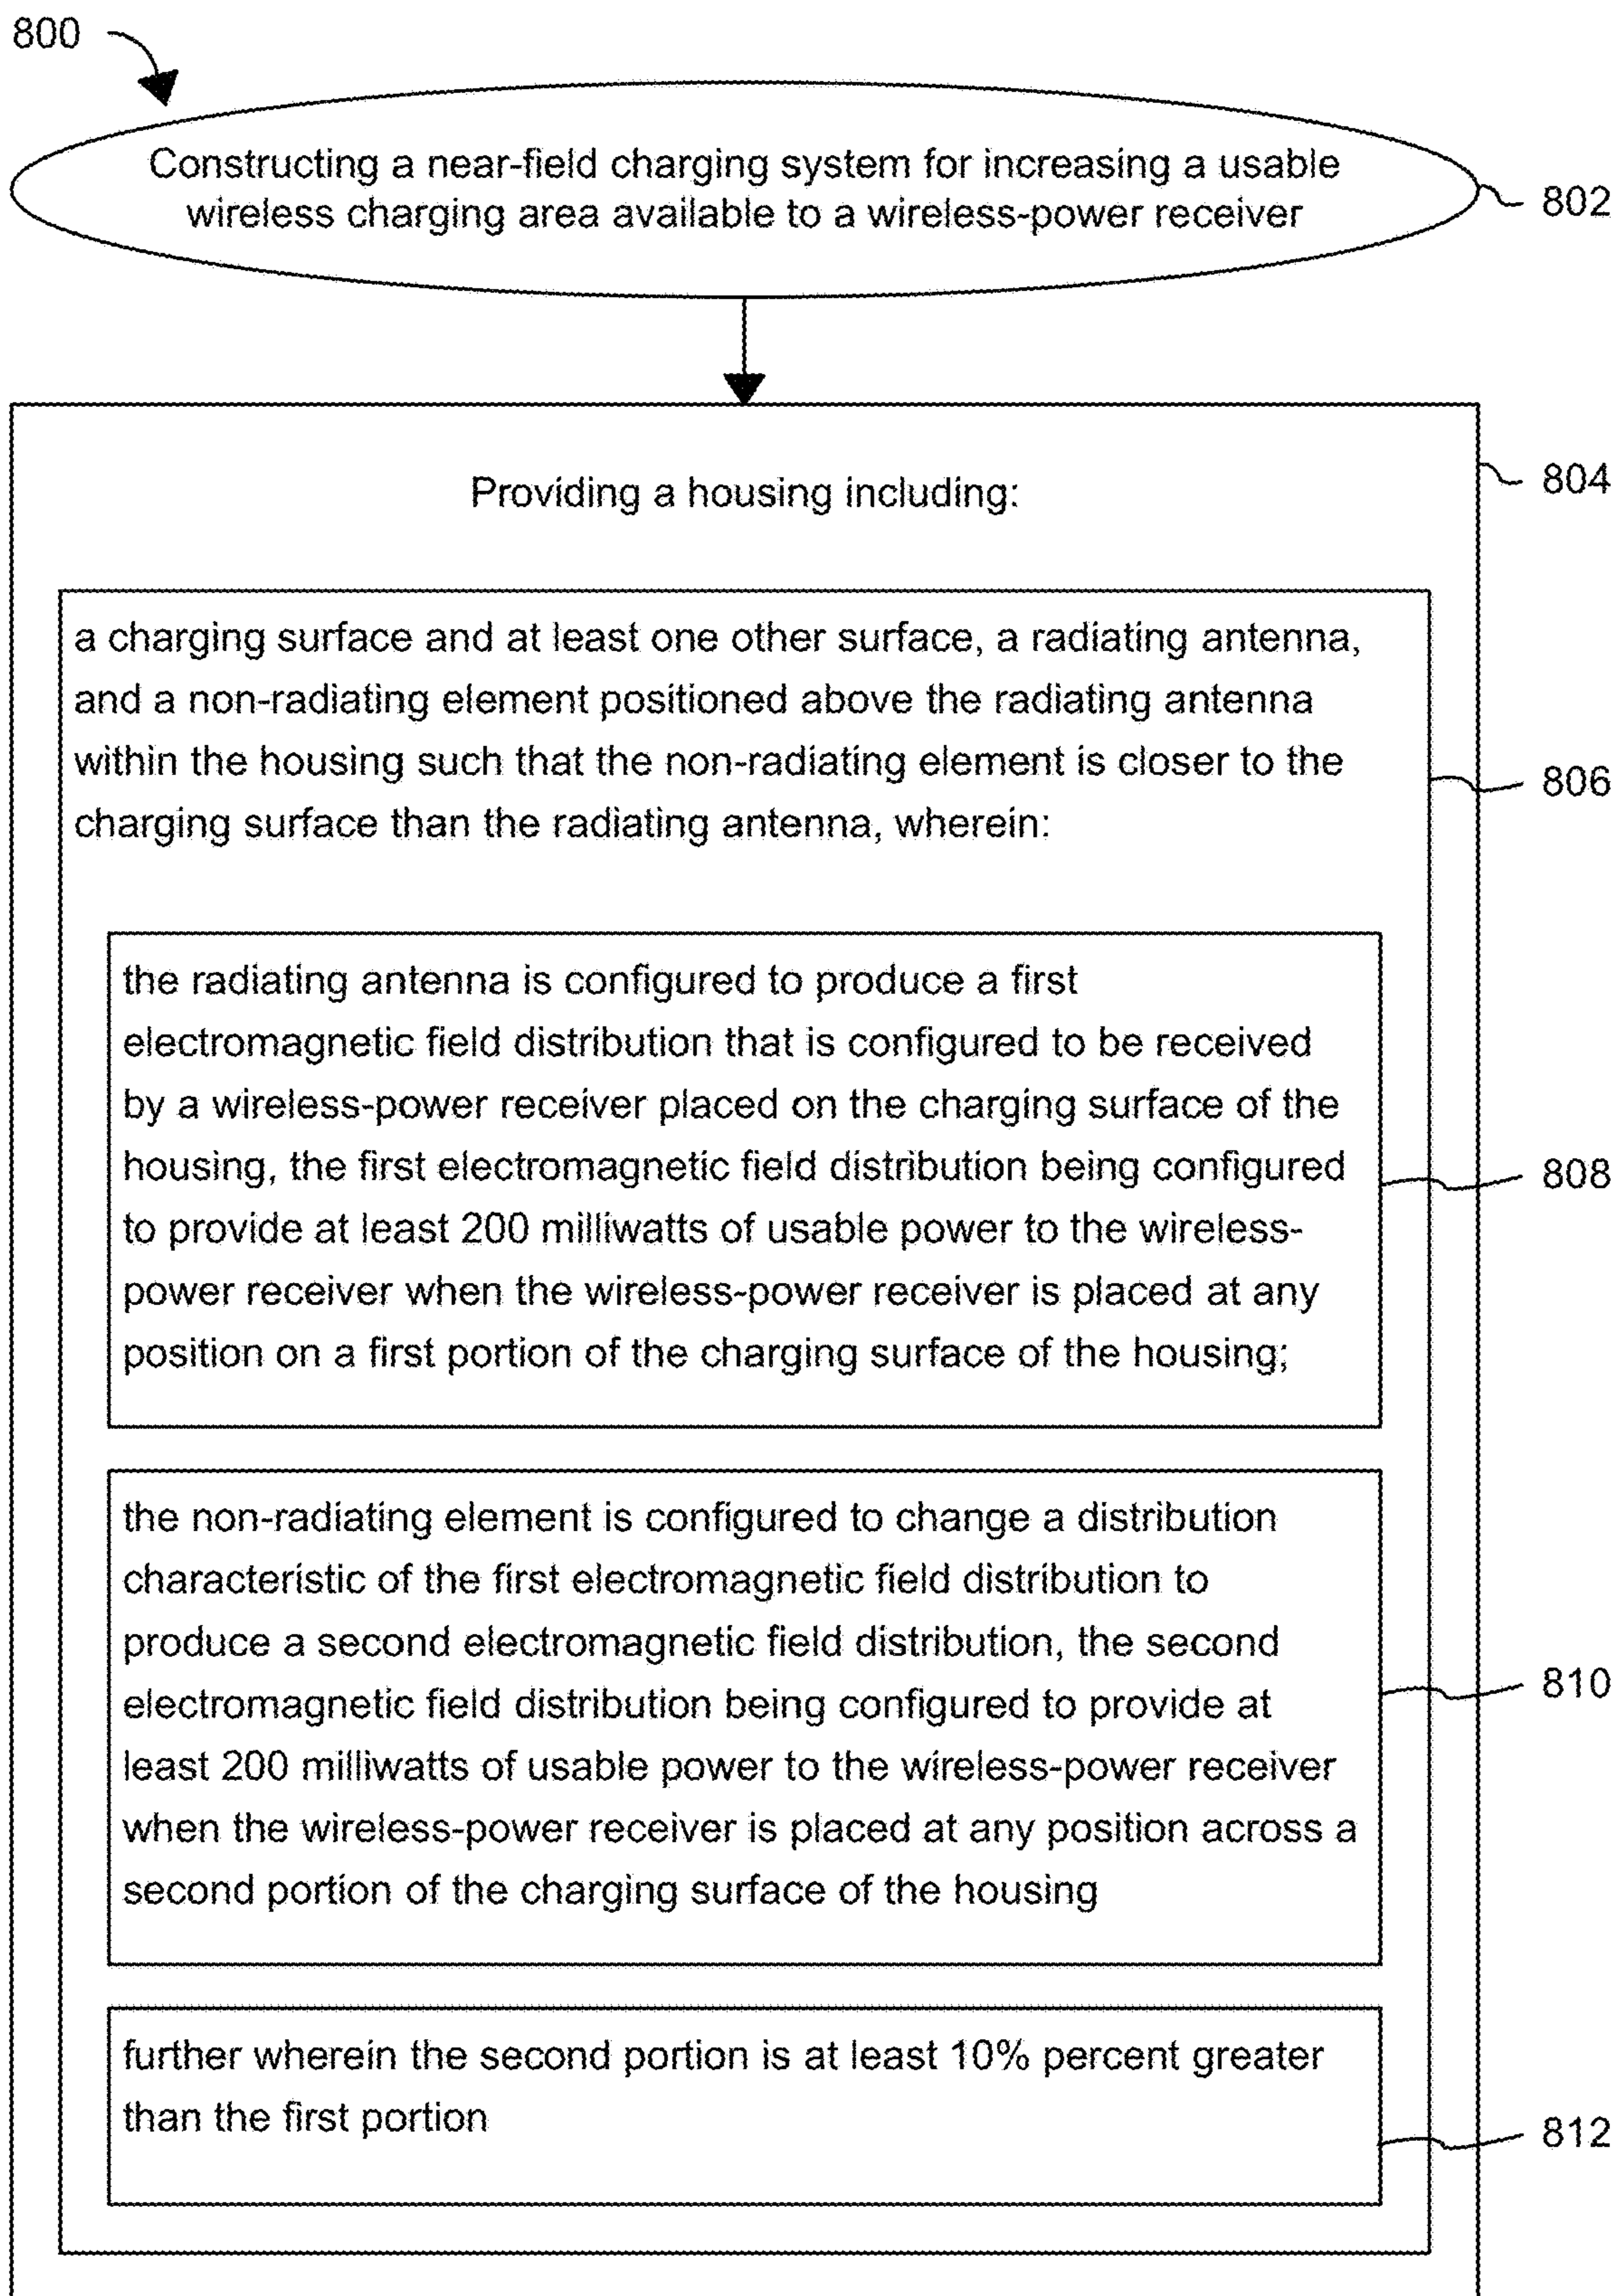 800
Constructing a near-field charging system for increasing a usable
wireless charging area available to a wireless-power receiver
802
Providing a housing including:
804
a charging surface and at least one other surface, a radiating antenna,
and a non-radiating element positioned above the radiating antenna
within the housing such that the non-radiating element is closer to the
charging surface than the radiating antenna, wherein:
806
the radiating antenna is configured to produce a first
electromagnetic field distribution that is configured to be received
by a wireless-power receiver placed on the charging surface of the
housing, the first electromagnetic field distribution being configured
to provide at least 200 milliwatts of usable power to the wireless-
power receiver when the wireless-power receiver is placed at any
position on a first portion of the charging surface of the housing;
808
the non-radiating element is configured to change a distribution
characteristic of the first electromagnetic field distribution to
produce a second electromagnetic field distribution, the second
electromagnetic field distribution being configured to provide at
least 200 milliwatts of usable power to the wireless-power receiver
when the wireless-power receiver is placed at any position across a
second portion of the charging surface of the housing
810
further wherein the second portion is at least 10% percent greater
than the first portion
812